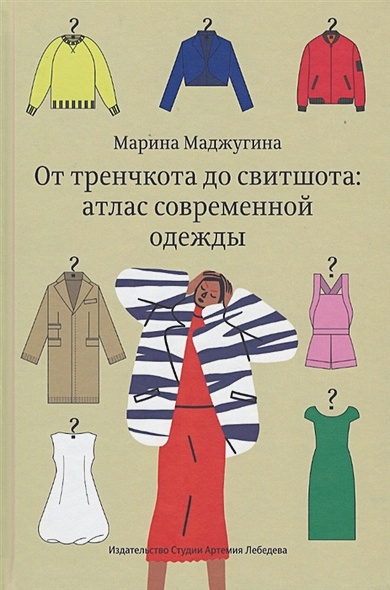 Марина Маджугина
От тренчкота до свитшота:
атлас современной
одежды
Издательство Студии Артемия Лебедева